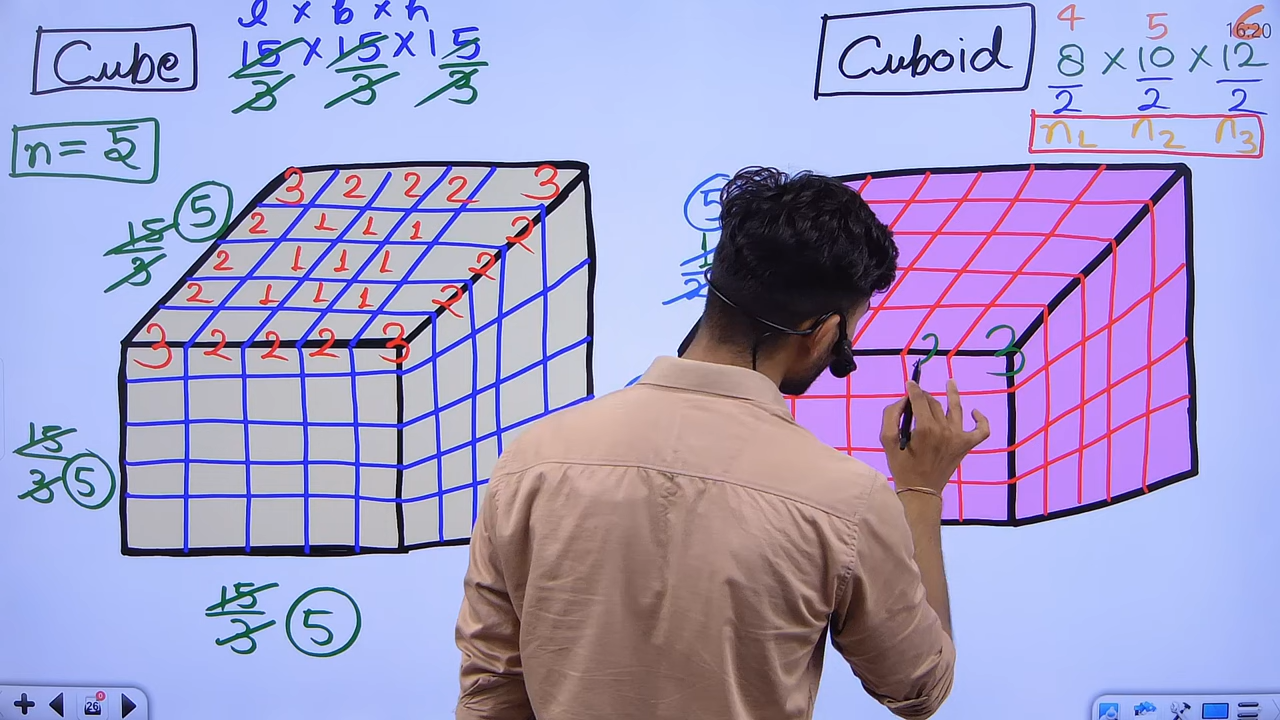 l × b × h
Cube
15/3 × 15/3 × 15/3
n = 5
15/3 5
3 2 2 2 3
2 1 1 1 2
2 1 1 1 2
2 1 1 1 2
3 2 2 2 3
15/3 5
15/3 5
Cuboid
4 5 6
16:20
8/2 × 10/2 × 12/2
n1 n2 n3
5
2 3
26
0